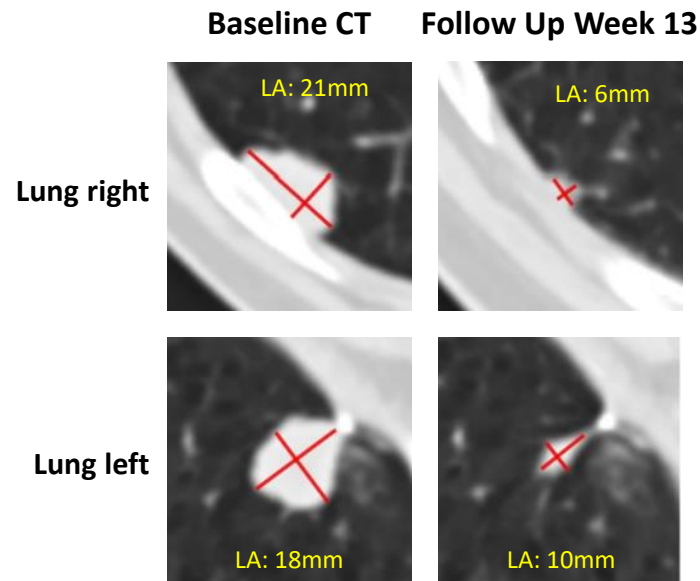 Baseline CT
Follow Up Week 13
Lung right
LA: 21mm
LA: 6mm
Lung left
LA: 18mm
LA: 10mm